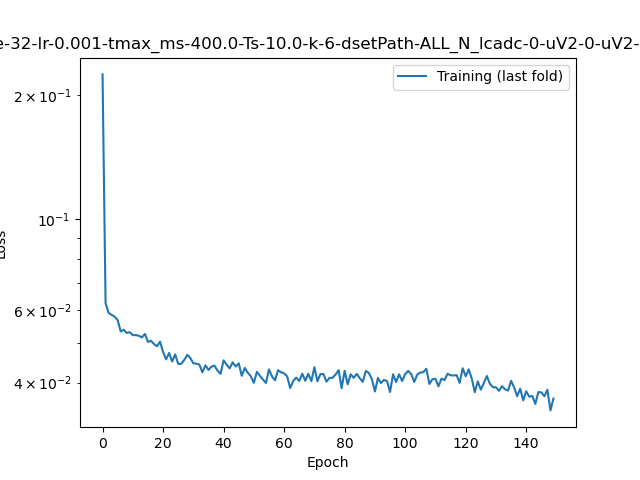 e-32-lr-0.001-tmax_ms-400.0-Ts-10.0-k-6-dsetPath-ALL_N_lcadc-0-uV2-0-uV2-
Training (last fold)
2 × 10⁻¹
10⁻¹
6 × 10⁻²
4 × 10⁻²
Loss
0 20 40 60 80 100 120 140
Epoch